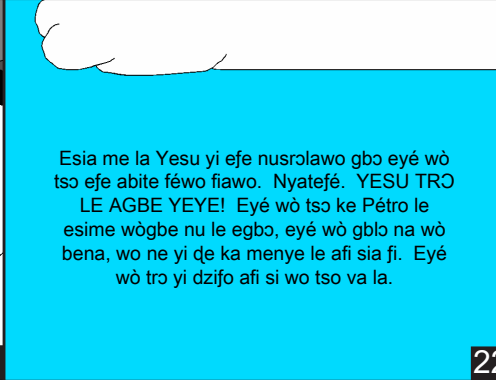 Esia me la Yesu yi eƒe nusrɔlawo gbɔ eyé wò
tsɔ eƒe abite féwo fiawo. Nyateƒé. YESU TRƆ
LE AGBE YEYE! Eyé wò tsɔ ke Pétro le
esime wògbe nu le egbɔ, eyé wò gblɔ na wò
bena, wo ne yi ɖe ka menye le afi sia ƒi. Eyé
wò trɔ yi dziƒo afi si wo tso va la.